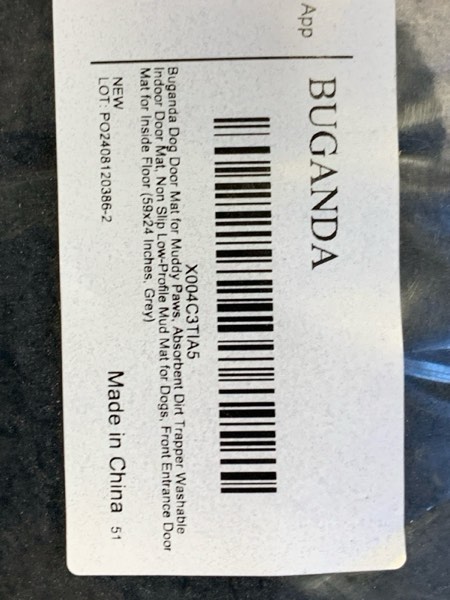 App
BUGANDA
X004C3TIA5
Buganda Dog Door Mat for Muddy Paws, Absorbent Dirt Trapper Washable
Indoor Door Mat, Non Slip Low-Profile Mud Mat for Dogs, Front Entrance Door
Mat for Inside Floor (59x24 Inches, Grey)
NEW
LOT: PO2408120386-2
Made in China 51